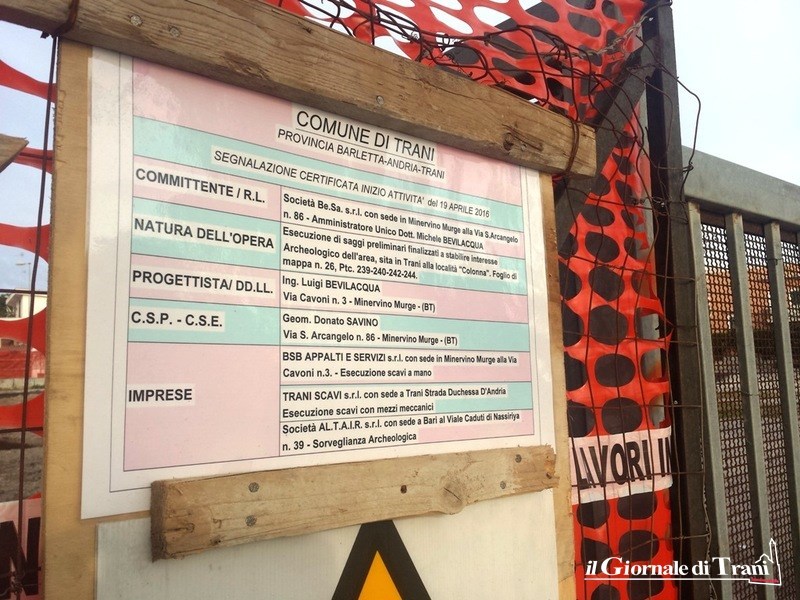 COMUNE DI TRANI
PROVINCIA BARLETTA-ANDRIA-TRANI
SEGNALAZIONE CERTIFICATA INIZIO ATTIVITA' del 19 APRILE 2016
COMMITTENTE / R.L.
Società Be.Sa. s.r.l. con sede in Minervino Murge alla Via S.Arcangelo
n. 86 - Amministratore Unico Dott. Michele BEVILACQUA
NATURA DELL'OPERA
Esecuzione di saggi preliminari finalizzati a stabilire interesse
Archeologico dell'area, sita in Trani alla località "Colonna". Foglio di
mappa n. 26, Ptc. 239-240-242-244.
PROGETTISTA/ DD.LL.
Ing. Luigi BEVILACQUA
Via Cavoni n. 3 - Minervino Murge - (BT)
C.S.P. - C.S.E.
Geom. Donato SAVINO
Via S. Arcangelo n. 86 - Minervino Murge - (BT)
IMPRESE
BSB APPALTI E SERVIZI s.r.l. con sede in Minervino Murge alla Via
Cavoni n.3. - Esecuzione scavi a mano
TRANI SCAVI s.r.l. con sede a Trani Strada Duchessa D'Andria
Esecuzione scavi con mezzi meccanici
Società AL.T.A.I.R. s.r.l. con sede a Bari al Viale Caduti di Nassiriya
n. 39 - Sorveglianza Archeologica
LAVORI IN
il Giornale di Trani